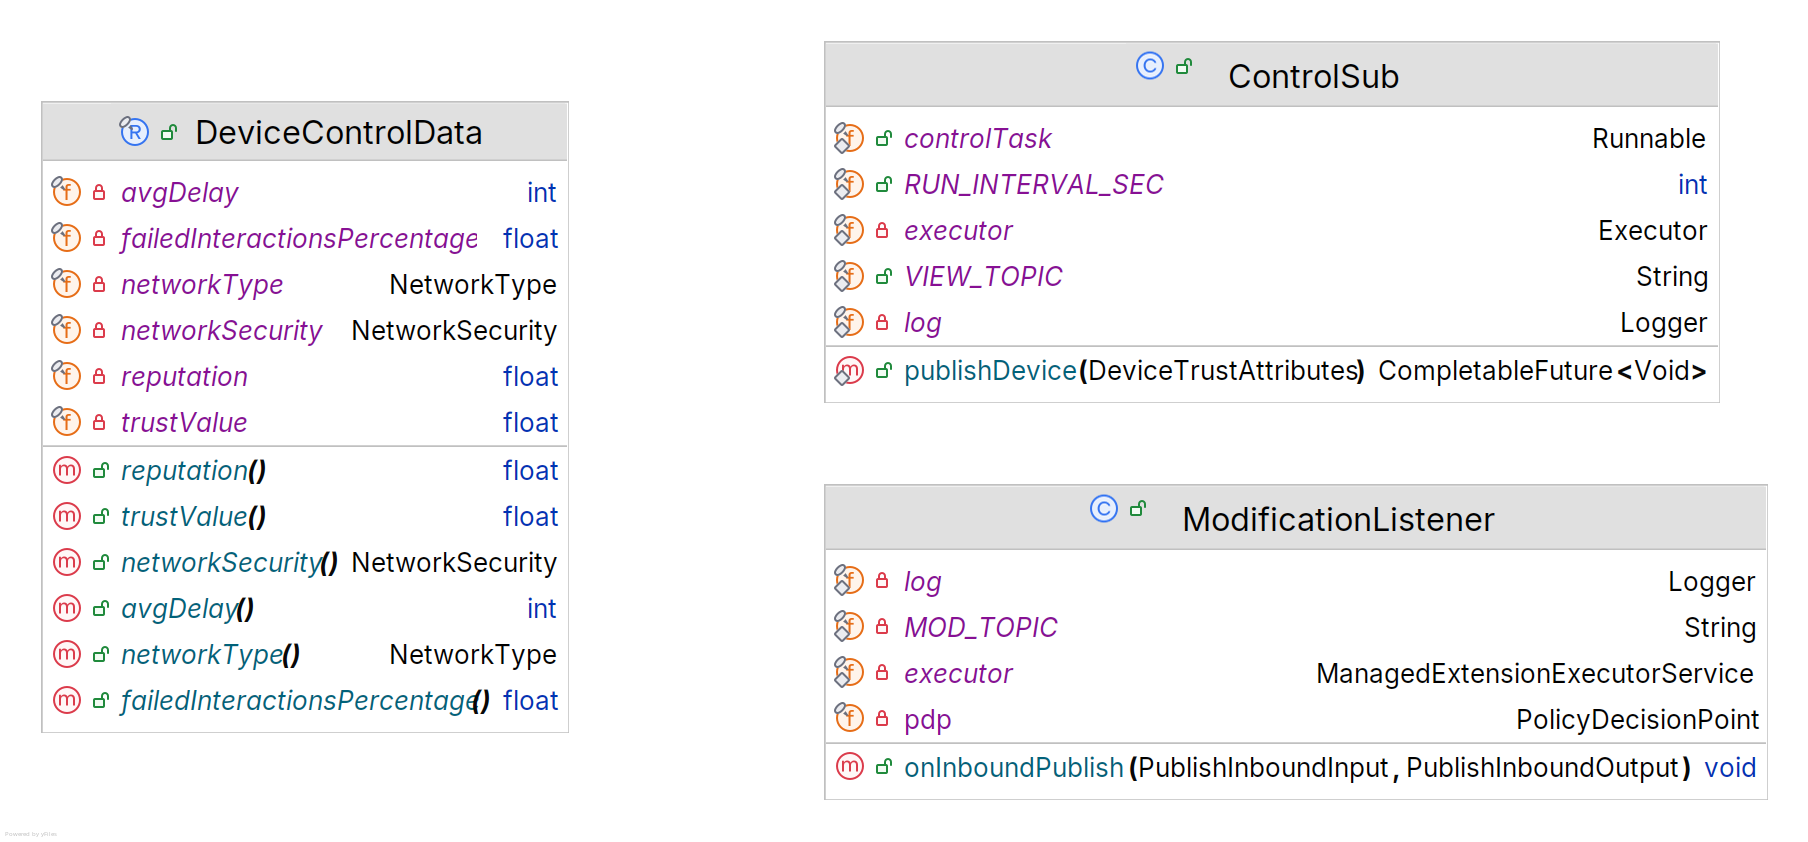 DeviceControlData
avgDelay int
failedInteractionsPercentage float
networkType NetworkType
networkSecurity NetworkSecurity
reputation float
trustValue float
reputation() float
trustValue() float
networkSecurity() NetworkSecurity
avgDelay() int
networkType() NetworkType
failedInteractionsPercentage() float
ControlSub
controlTask Runnable
RUN_INTERVAL_SEC int
executor Executor
VIEW_TOPIC String
log Logger
publishDevice(DeviceTrustAttributes) CompletableFuture<Void>
ModificationListener
log Logger
MOD_TOPIC String
executor ManagedExtensionExecutorService
pdp PolicyDecisionPoint
onInboundPublish(PublishInboundInput, PublishInboundOutput) void
Powered by yFiles